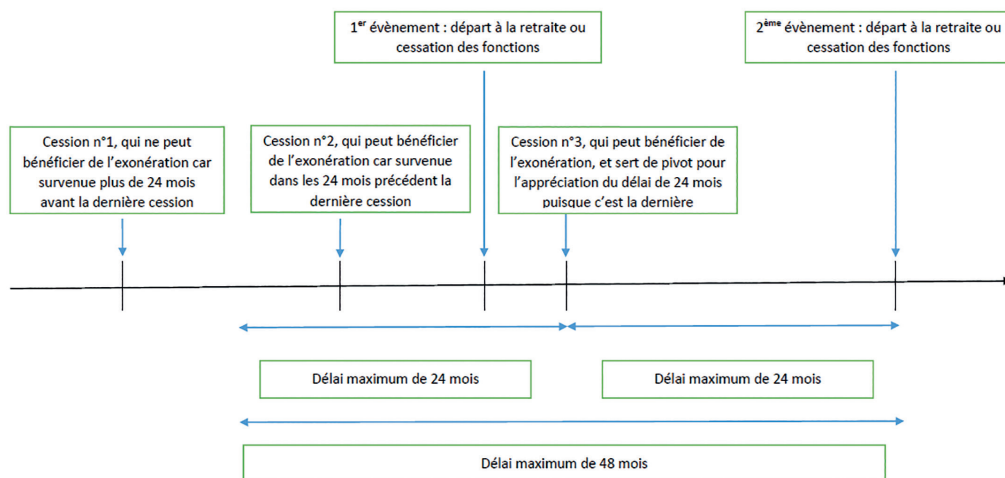 1er évènement : départ à la retraite ou
cessation des fonctions
2ème évènement : départ à la retraite ou
cessation des fonctions
Cession n°1, qui ne peut
bénéficier de l'exonération car
survenue plus de 24 mois
avant la dernière cession
Cession n°2, qui peut bénéficier
de l'exonération car survenue
dans les 24 mois précédent la
dernière cession
Cession n°3, qui peut bénéficier de
l'exonération, et sert de pivot pour
l'appréciation du délai de 24 mois
puisque c'est la dernière
Délai maximum de 24 mois
Délai maximum de 24 mois
Délai maximum de 48 mois